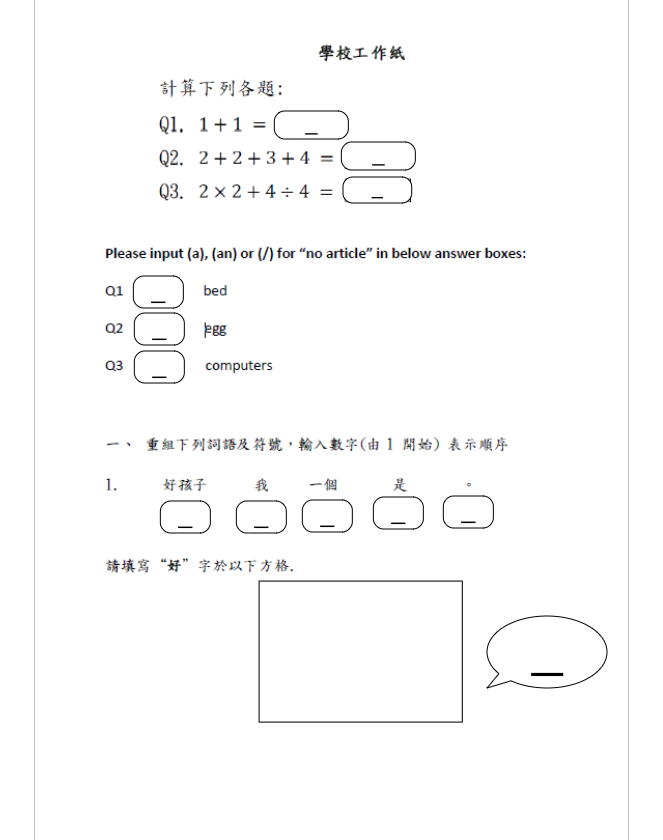 學校工作紙
計算下列各題:
Q1. 1 + 1 = _
Q2. 2 + 2 + 3 + 4 = _
Q3. 2 × 2 + 4 ÷ 4 = _
Please input (a), (an) or (/) for “no article” in below answer boxes:
Q1 _ bed
Q2 _ egg
Q3 _ computers
一、 重組下列詞語及符號，輸入數字(由 1 開始) 表示順序
1. 好孩子 我 一個 是 。
_ _ _ _ _
請填寫“好”字於以下方格.
_